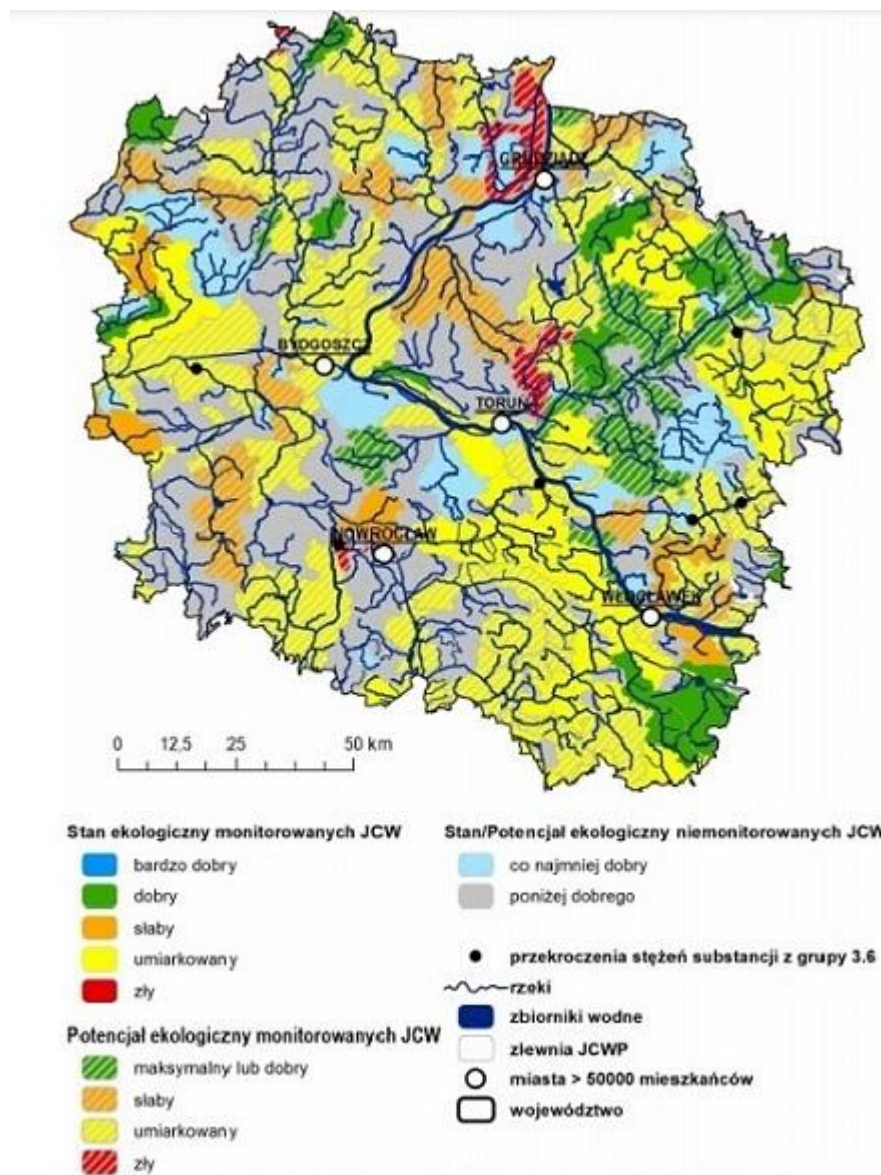 GRUDZIĄDZ
BYDGOSZCZ
TORUŃ
INOWROCŁAW
WŁOCŁAWEK
0 12,5 25 50 km
Stan ekologiczny monitorowanych JCW
bardzo dobry
dobry
słaby
umiarkowany
zły
Potencjał ekologiczny monitorowanych JCW
maksymalny lub dobry
słaby
umiarkowany
zły
Stan/Potencjał ekologiczny niemonitorowanych JCW
co najmniej dobry
poniżej dobrego
przekroczenia stężeń substancji z grupy 3.6
rzeki
zbiorniki wodne
zlewnia JCWP
miasta > 50000 mieszkańców
województwo